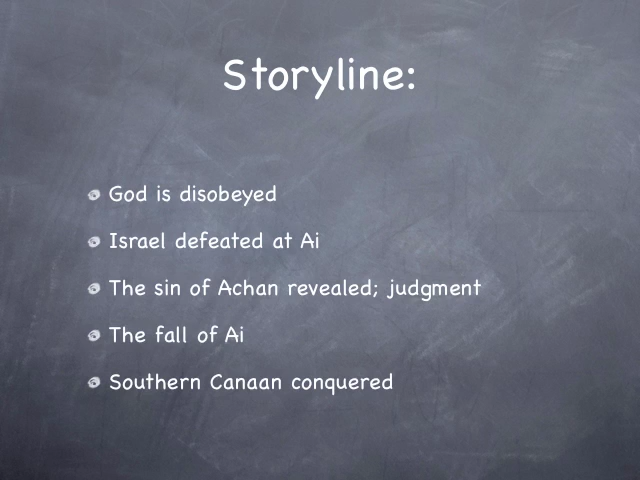 Storyline:
God is disobeyed
Israel defeated at Ai
The sin of Achan revealed; judgment
The fall of Ai
Southern Canaan conquered